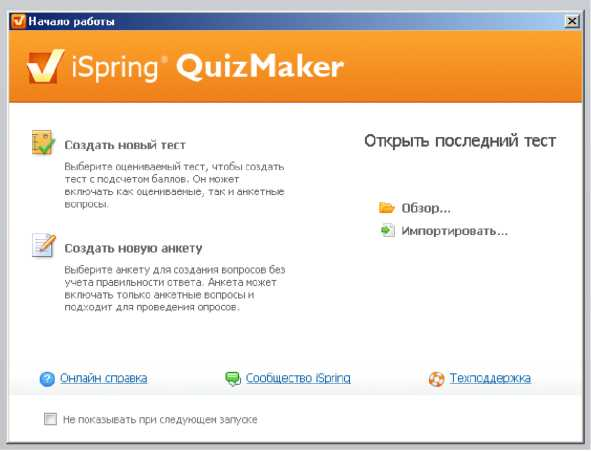 Начало работы
iSpring® QuizMaker
Создать новый тест
Выберите оцениваемый тест, чтобы создать
тест с подсчетом баллов. Он может
включать как оцениваемые, так и анкетные
вопросы.
Создать новую анкету
Выберите анкету для создания вопросов без
учета правильности ответа. Анкета может
включать только анкетные вопросы и
подходит для проведения опросов.
Открыть последний тест
Обзор...
Импортировать...
Онлайн справка
Сообщество iSpring
Техподдержка
Не показывать при следующем запуске